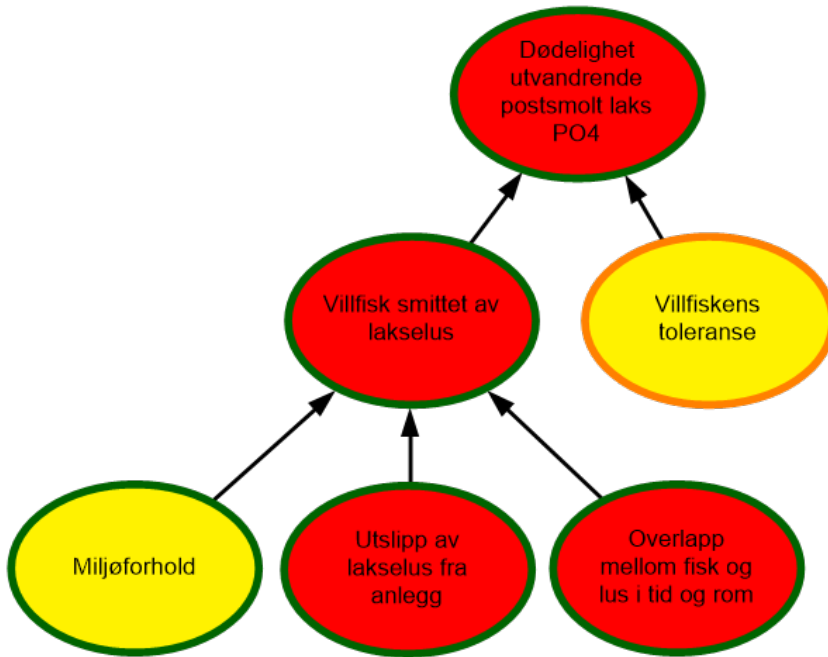 Dødelighet
utvandrende
postsmolt laks
PO4
Villfisk smittet av
lakselus
Villfiskens
toleranse
Miljøforhold
Utslipp av
lakselus fra
anlegg
Overlapp
mellom fisk og
lus i tid og rom